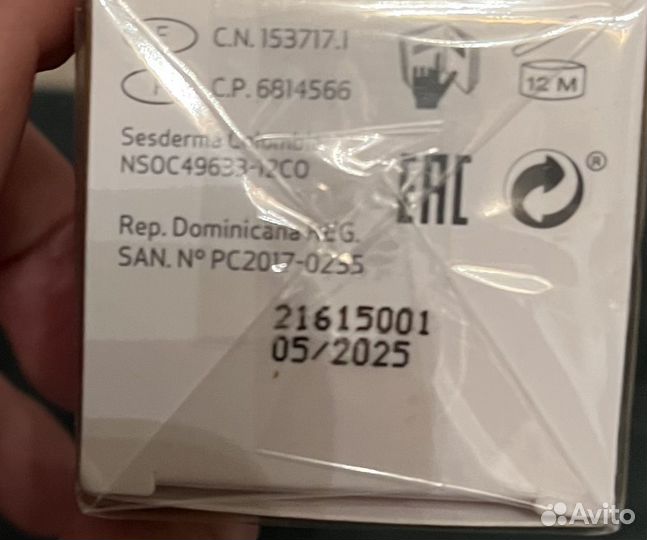 E C.N. 153717.1
C.P. 6814566
12 M
Sesderma Colombia
NSOC49633-12CO
EAC
®
Rep. Dominicana REG.
SAN. Nº PC2017-0255
21615001
05/2025
Avito